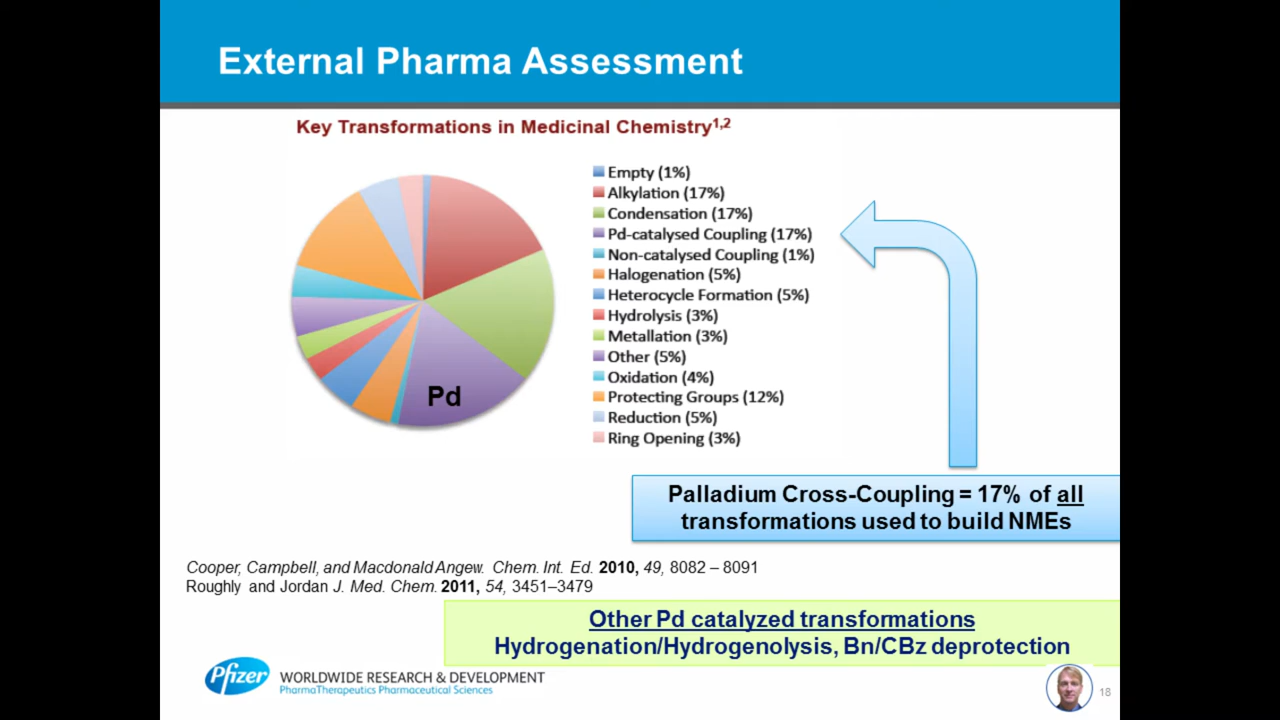 External Pharma Assessment
Key Transformations in Medicinal Chemistry1,2
Empty (1%)
Alkylation (17%)
Condensation (17%)
Pd-catalysed Coupling (17%)
Non-catalysed Coupling (1%)
Halogenation (5%)
Heterocycle Formation (5%)
Hydrolysis (3%)
Metallation (3%)
Other (5%)
Oxidation (4%)
Protecting Groups (12%)
Reduction (5%)
Ring Opening (3%)
Pd
Palladium Cross-Coupling = 17% of all
transformations used to build NMEs
Cooper, Campbell, and Macdonald Angew. Chem. Int. Ed. 2010, 49, 8082 – 8091
Roughly and Jordan J. Med. Chem. 2011, 54, 3451–3479
Other Pd catalyzed transformations
Hydrogenation/Hydrogenolysis, Bn/CBz deprotection
Pfizer
WORLDWIDE RESEARCH & DEVELOPMENT
PharmaTherapeutics Pharmaceutical Sciences
18